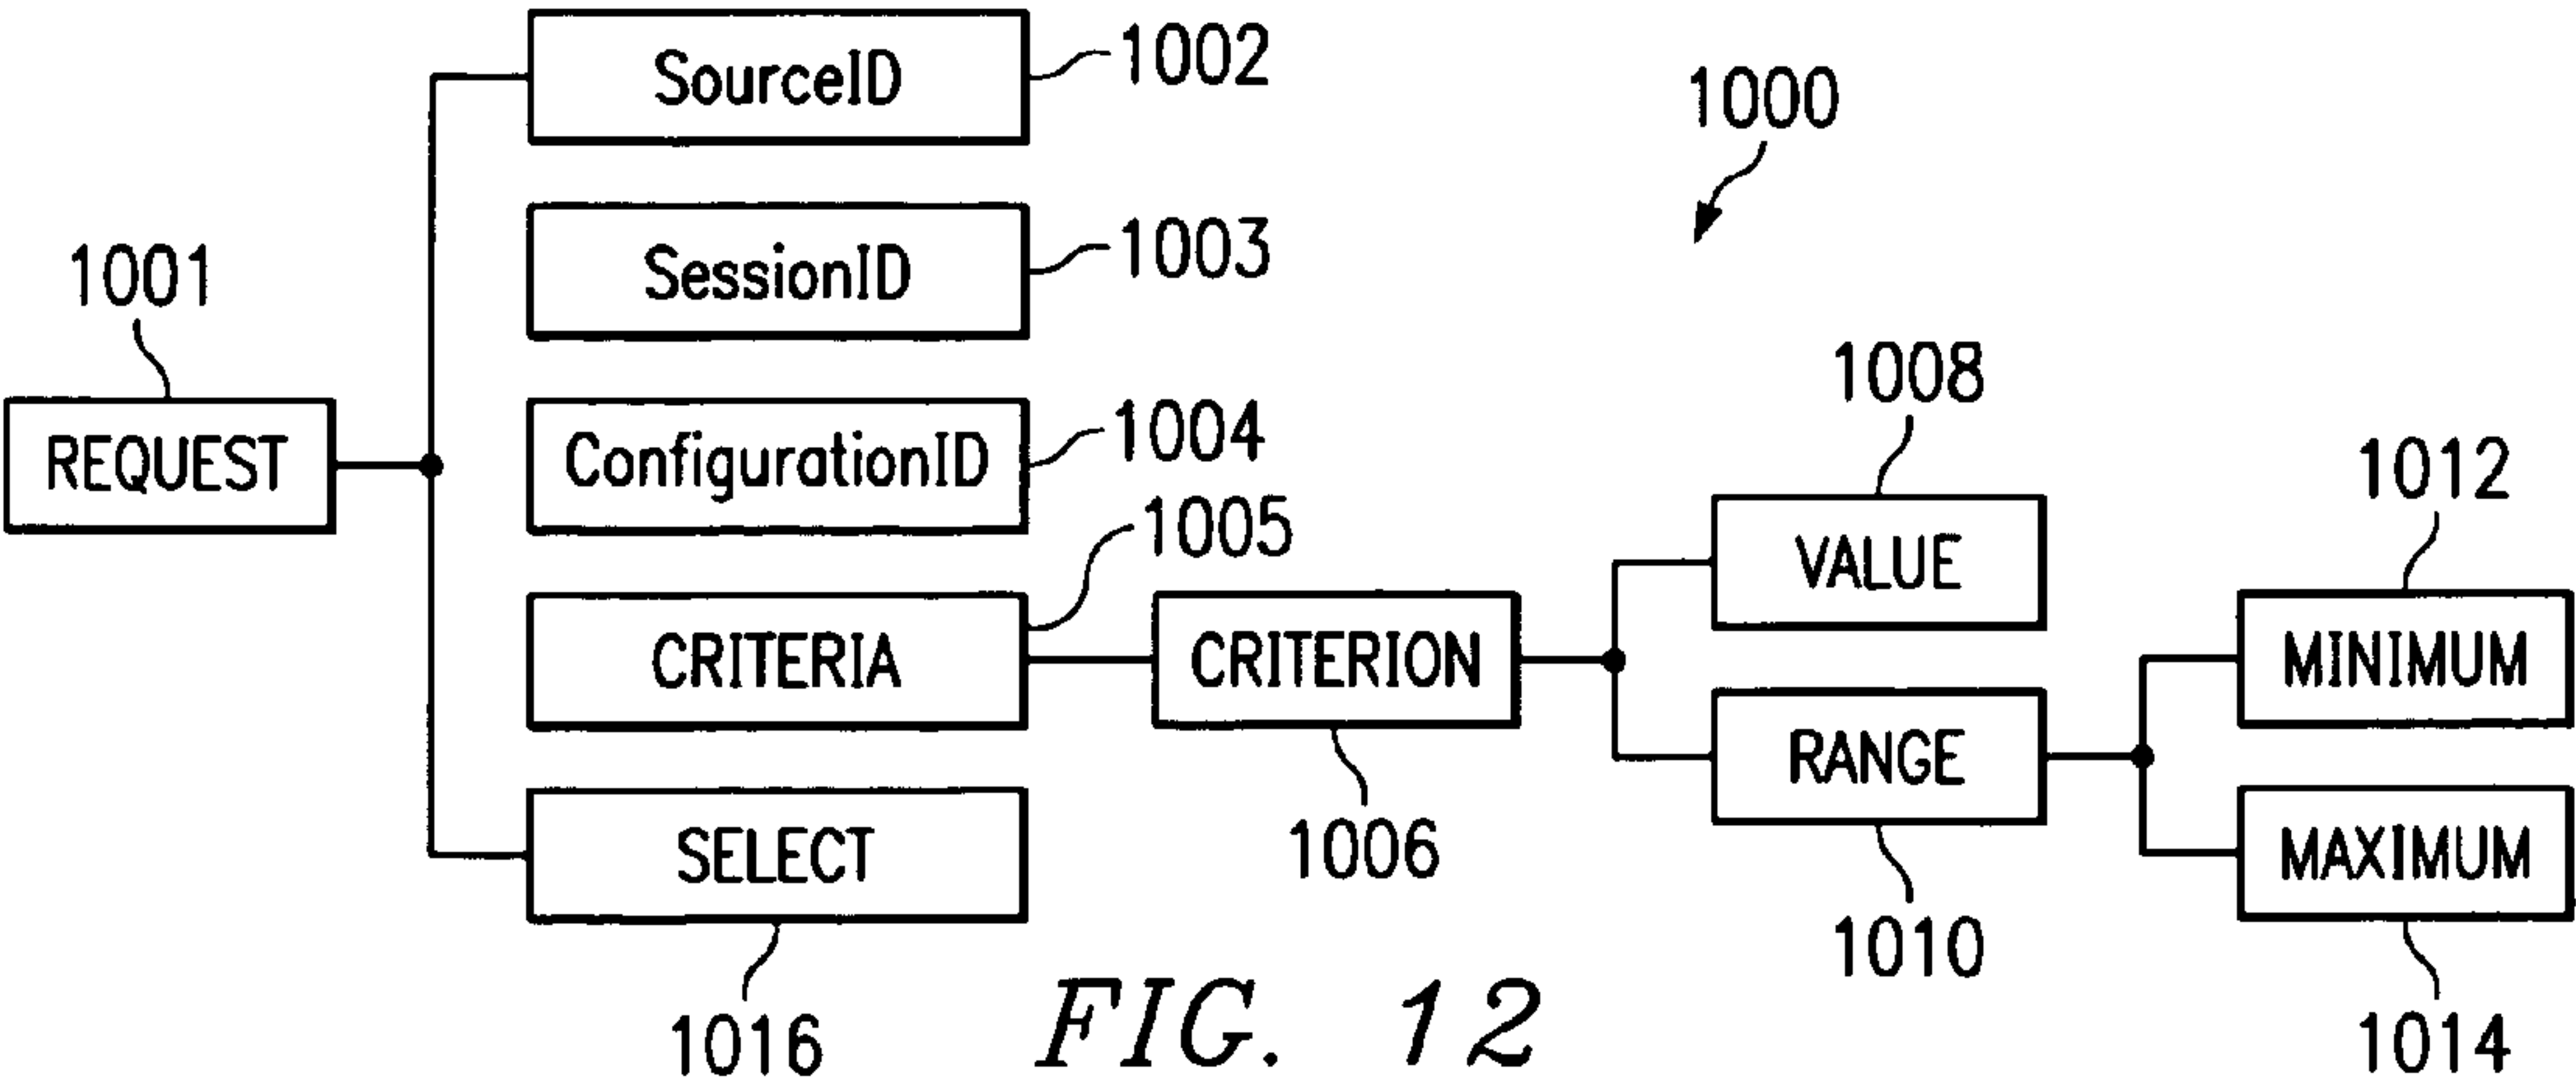 SourceID
1002
1000
SessionID
1003
1001
REQUEST
ConfigurationID
1004
1005
1008
VALUE
1012
CRITERIA
CRITERION
MINIMUM
RANGE
SELECT
1006
MAXIMUM
1010
1016
FIG. 12
1014